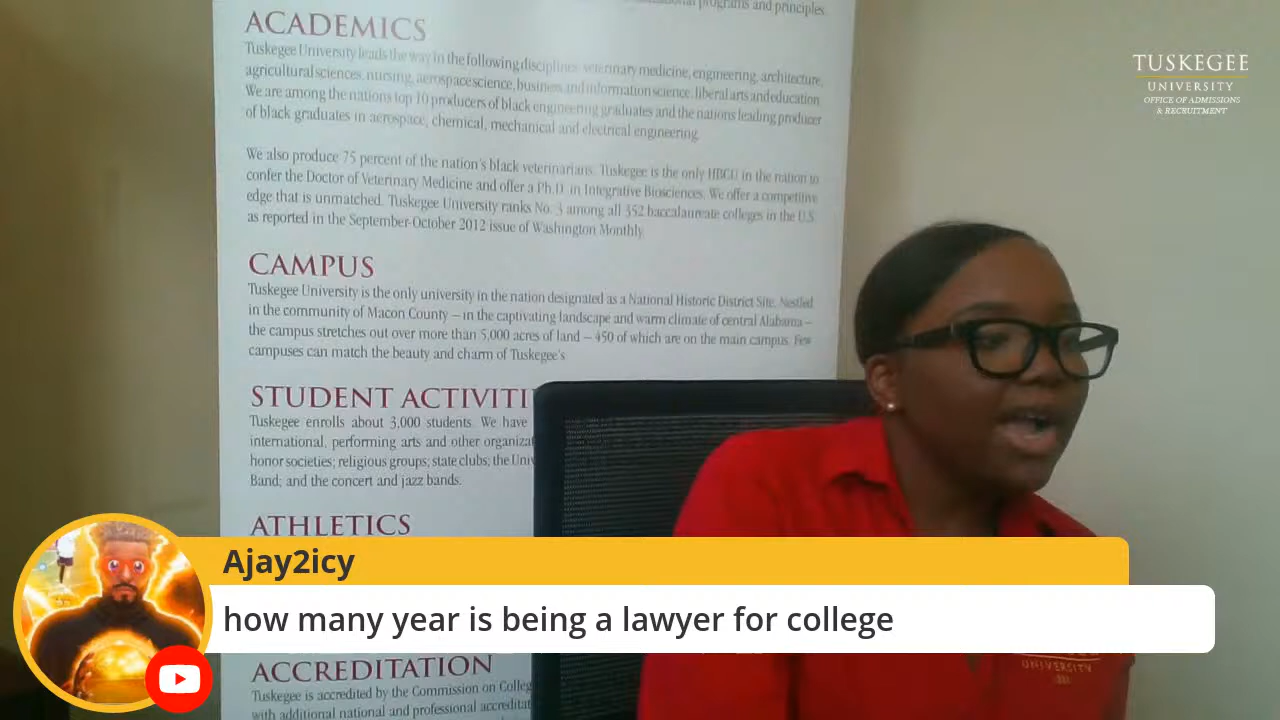 programs and principles.
ACADEMICS
Tuskegee University leads the way in the following disciplines: veterinary medicine, engineering, architecture,
agricultural sciences, nursing, aerospace science, business and information science, liberal arts and education.
We are among the nations top 10 producers of black engineering graduates and the nations leading producer
of black graduates in aerospace, chemical, mechanical and electrical engineering.
We also produce 75 percent of the nation's black veterinarians. Tuskegee is the only HBCU in the nation to
confer the Doctor of Veterinary Medicine and offer a Ph.D. in Integrative Biosciences. We offer a competitive
edge that is unmatched. Tuskegee University ranks No. 3 among all 352 baccalaureate colleges in the U.S.
as reported in the September-October 2012 issue of Washington Monthly.
CAMPUS
Tuskegee University is the only university in the nation designated as a National Historic District Site. Nestled
in the community of Macon County – in the captivating landscape and warm climate of central Alabama –
the campus stretches out over more than 5,000 acres of land – 450 of which are on the main campus. Few
campuses can match the beauty and charm of Tuskegee's
STUDENT ACTIVITI
Tuskegee enrolls about 3,000 students. We have
international, performing arts and other organizat
honor societies; religious groups; state clubs; the Univ
Band; and the concert and jazz bands.
ATHLETICS
ACCREDITATION
Tuskegee is accredited by the Commission on Colleg
with additional national and professional accreditat
TUSKEGEE
UNIVERSITY
OFFICE OF ADMISSIONS
& RECRUITMENT
UNIVERSITY
Ajay2icy
how many year is being a lawyer for college